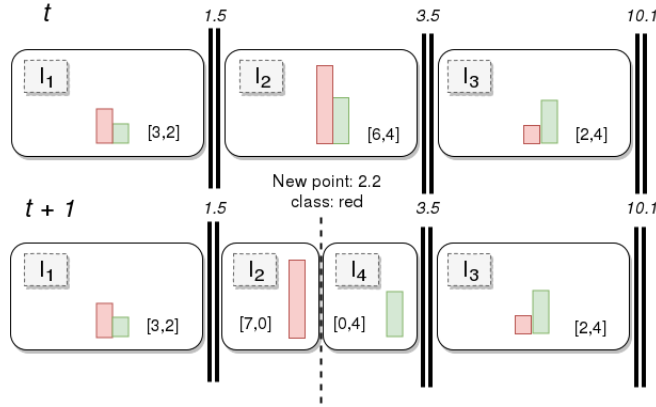 t
1.5
3.5
10.1
I1
[3,2]
I2
[6,4]
I3
[2,4]
New point: 2.2
class: red
t + 1
1.5
3.5
10.1
I1
[3,2]
I2
[7,0]
I4
[0,4]
I3
[2,4]